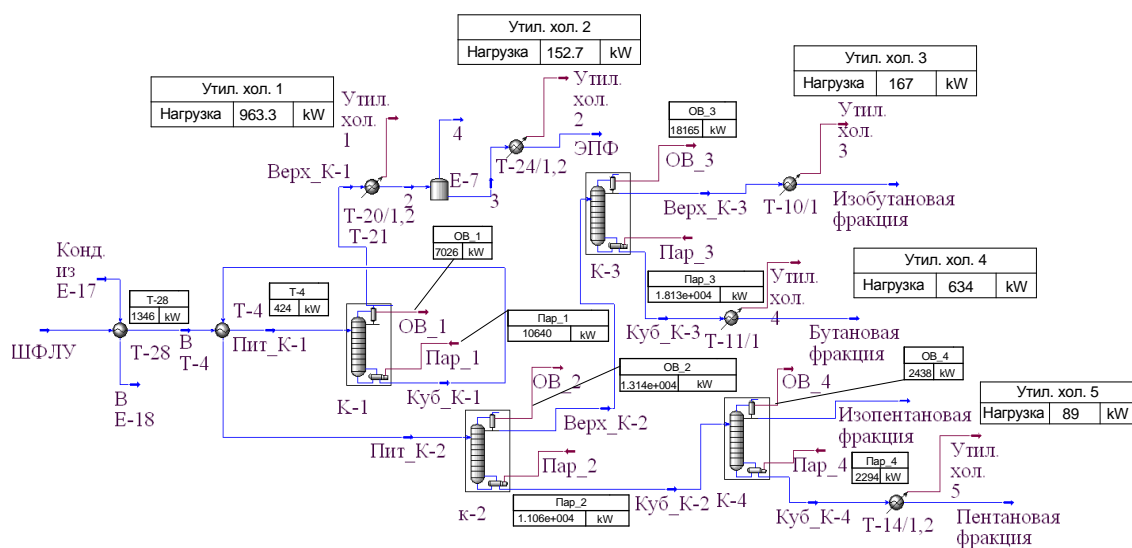 Утил. хол. 2
Нагрузка 152.7 kW
Утил. хол. 3
Нагрузка 167 kW
Утил. хол. 1
Нагрузка 963.3 kW
Утил.
хол.
1
Утил.
хол.
2
Утил.
хол.
3
4
ЭПФ
ОВ_3
18165 kW
ОВ_3
Верх_К-1
2
Е-7
3
Т-24/1,2
Т-20/1,2
Т-21
Верх_К-3
Т-10/1
Изобутановая
фракция
К-3
Пар_3
Пар_3
1.813e+004 kW
Утил.
хол.
4
Утил. хол. 4
Нагрузка 634 kW
Куб_К-3
Т-11/1
Бутановая
фракция
Конд.
из
Е-17
Т-28
1346 kW
Т-4
424 kW
ОВ_1
7026 kW
Т-4
ШФЛУ
Т-28
В
Т-4
Пит_К-1
В
Е-18
ОВ_1
Пар_1
Пар_1
10640 kW
К-1
Куб_К-1
ОВ_2
ОВ_2
1.314e+004 kW
Верх_К-2
Пит_К-2
Пар_2
к-2
Пар_2
1.106e+004 kW
Куб_К-2
ОВ_4
ОВ_4
2438 kW
Утил. хол. 5
Нагрузка 89 kW
Изопентановая
фракция
Пар_4
Пар_4
2294 kW
Утил.
хол.
5
К-4
Куб_К-4
Т-14/1,2
Пентановая
фракция